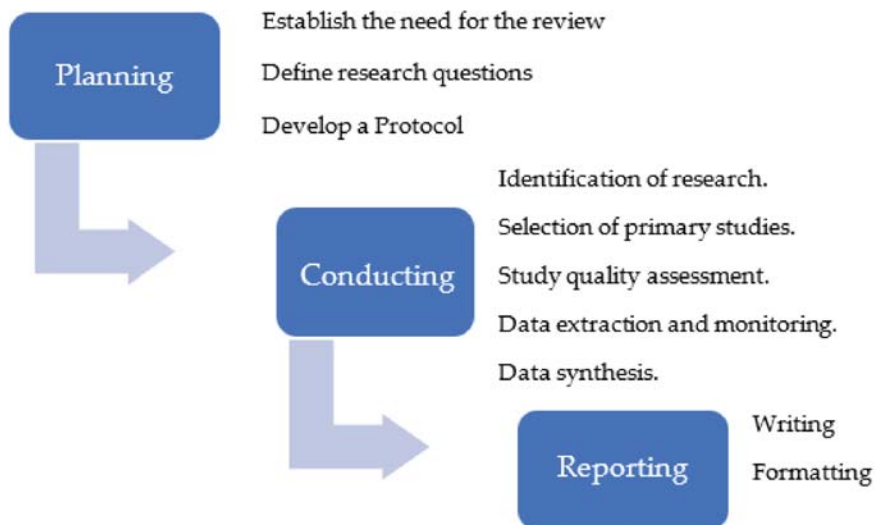 Planning
Establish the need for the review
Define research questions
Develop a Protocol
Conducting
Identification of research.
Selection of primary studies.
Study quality assessment.
Data extraction and monitoring.
Data synthesis.
Reporting
Writing
Formatting